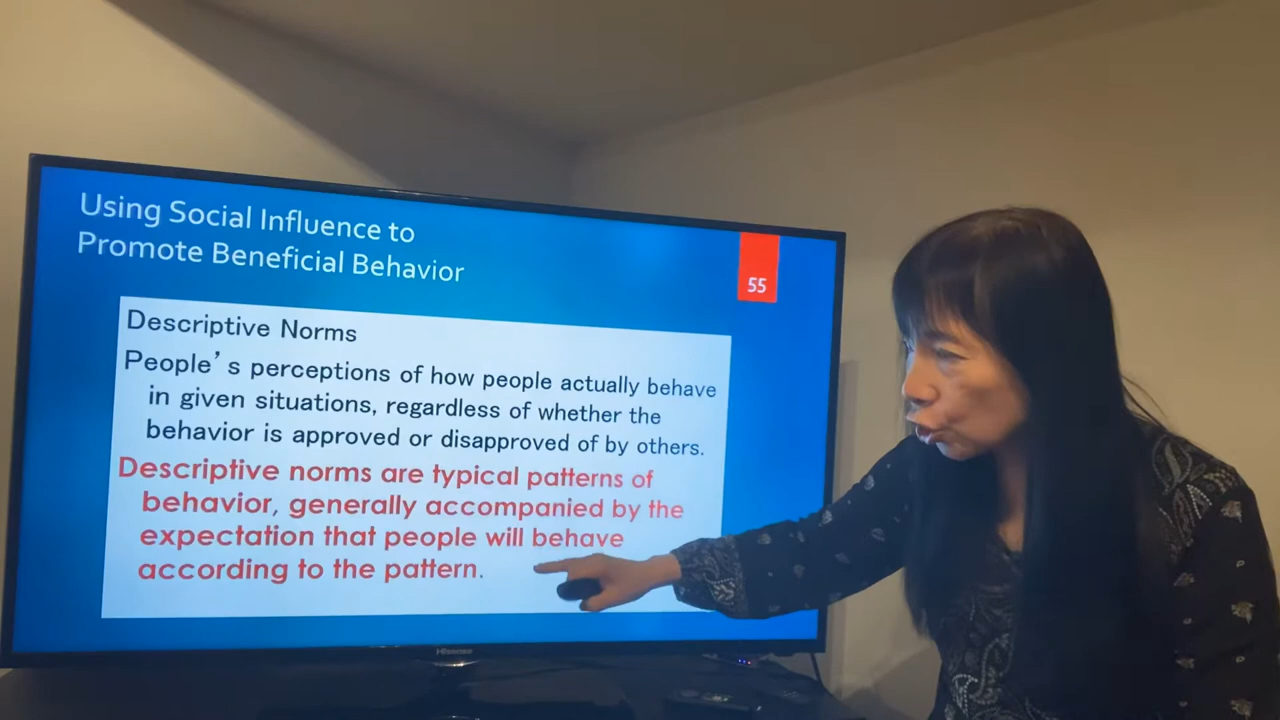 Using Social Influence to
Promote Beneficial Behavior
55
Descriptive Norms
People's perceptions of how people actually behave
in given situations, regardless of whether the
behavior is approved or disapproved of by others.
Descriptive norms are typical patterns of
behavior, generally accompanied by the
expectation that people will behave
according to the pattern.
Hisense